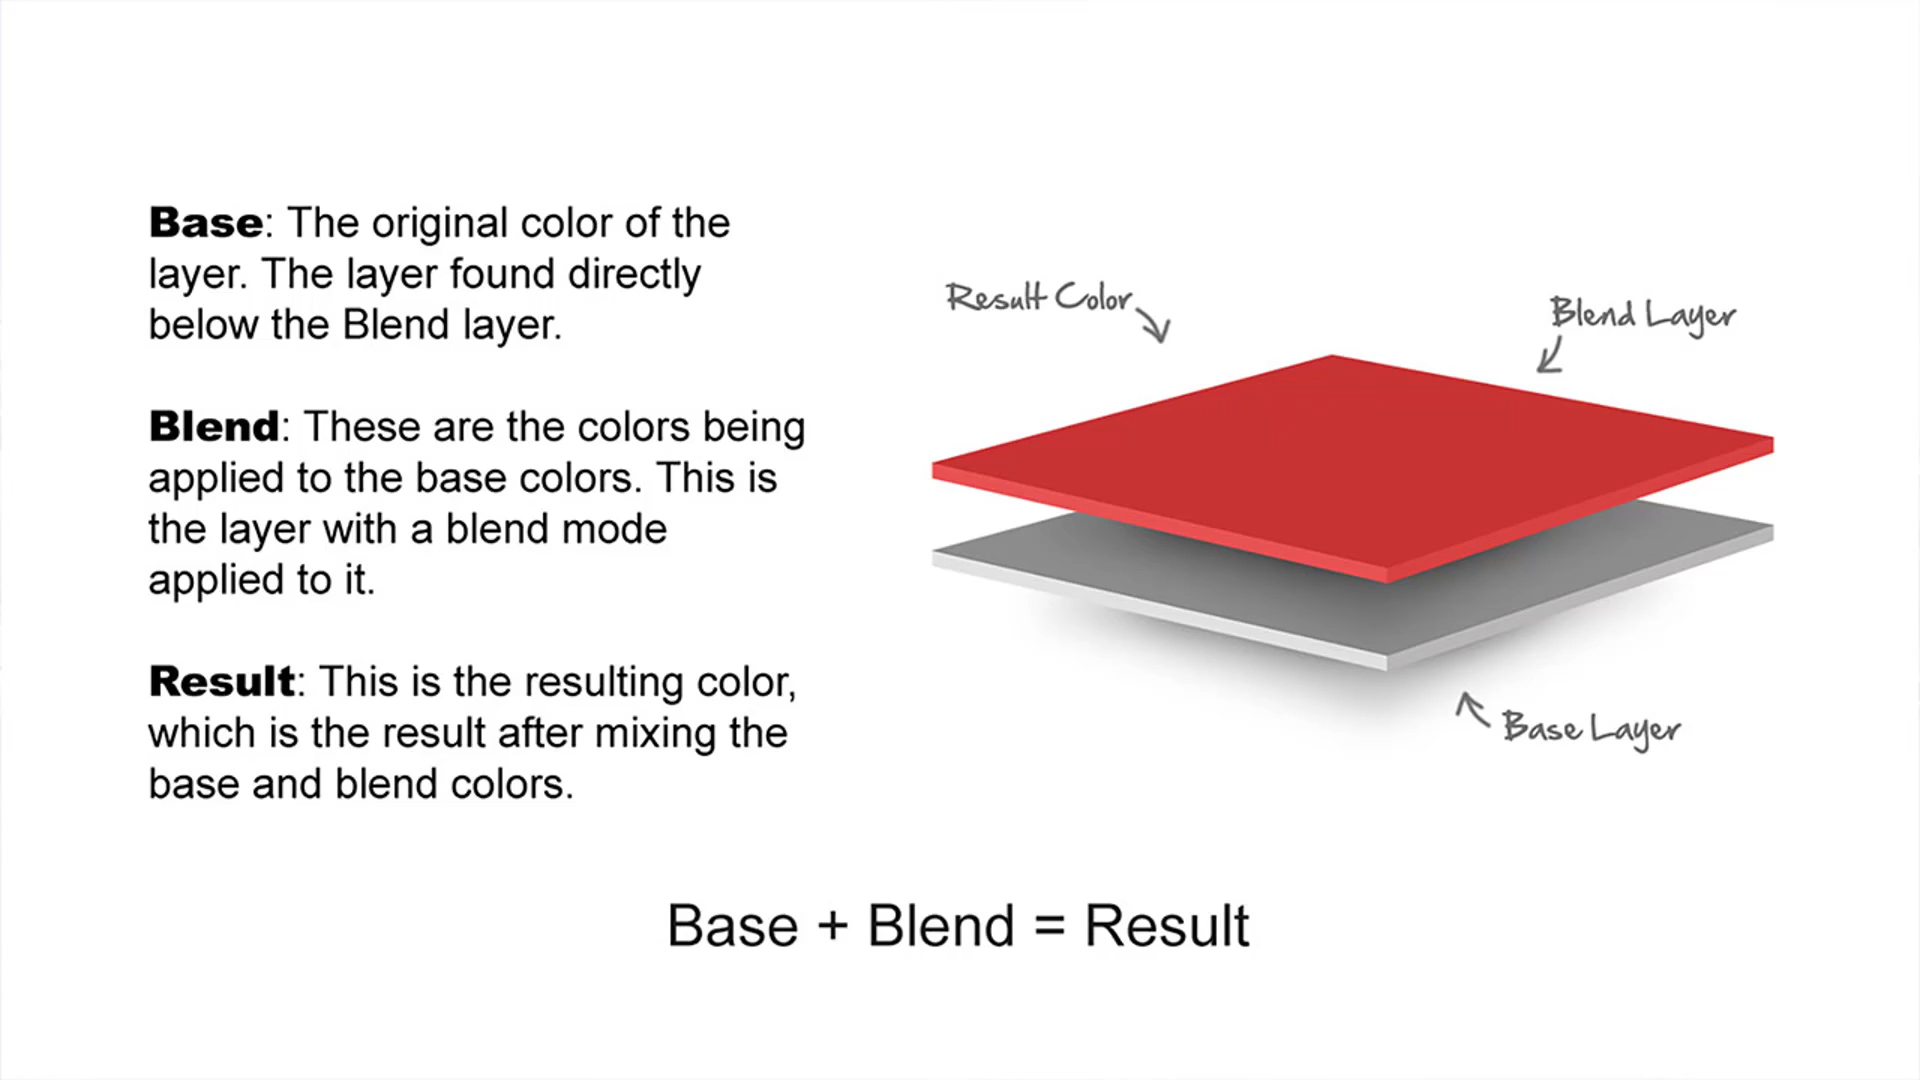 Base: The original color of the
layer. The layer found directly
below the Blend layer.
Blend: These are the colors being
applied to the base colors. This is
the layer with a blend mode
applied to it.
Result: This is the resulting color,
which is the result after mixing the
base and blend colors.
Result Color
Blend Layer
Base Layer
Base + Blend = Result